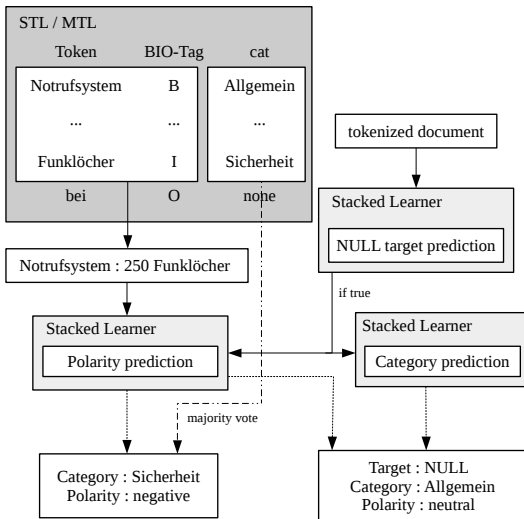 STL / MTL
Token BIO-Tag cat
Notrufsystem B Allgemein
... ... ...
Funklöcher I Sicherheit
bei O none
tokenized document
Stacked Learner
NULL target prediction
Notrufsystem : 250 Funklöcher
if true
Stacked Learner
Polarity prediction
Stacked Learner
Category prediction
majority vote
Category : Sicherheit
Polarity : negative
Target : NULL
Category : Allgemein
Polarity : neutral